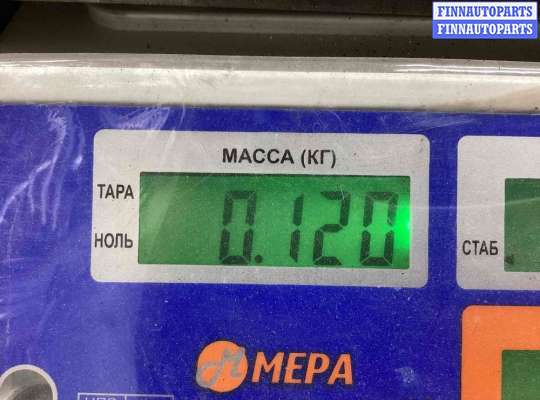 FINNAUTOPARTS
FINNAUTOPARTS
МАССА (КГ)
ТАРА
НОЛЬ
0.120
СТАБ
М МЕРА